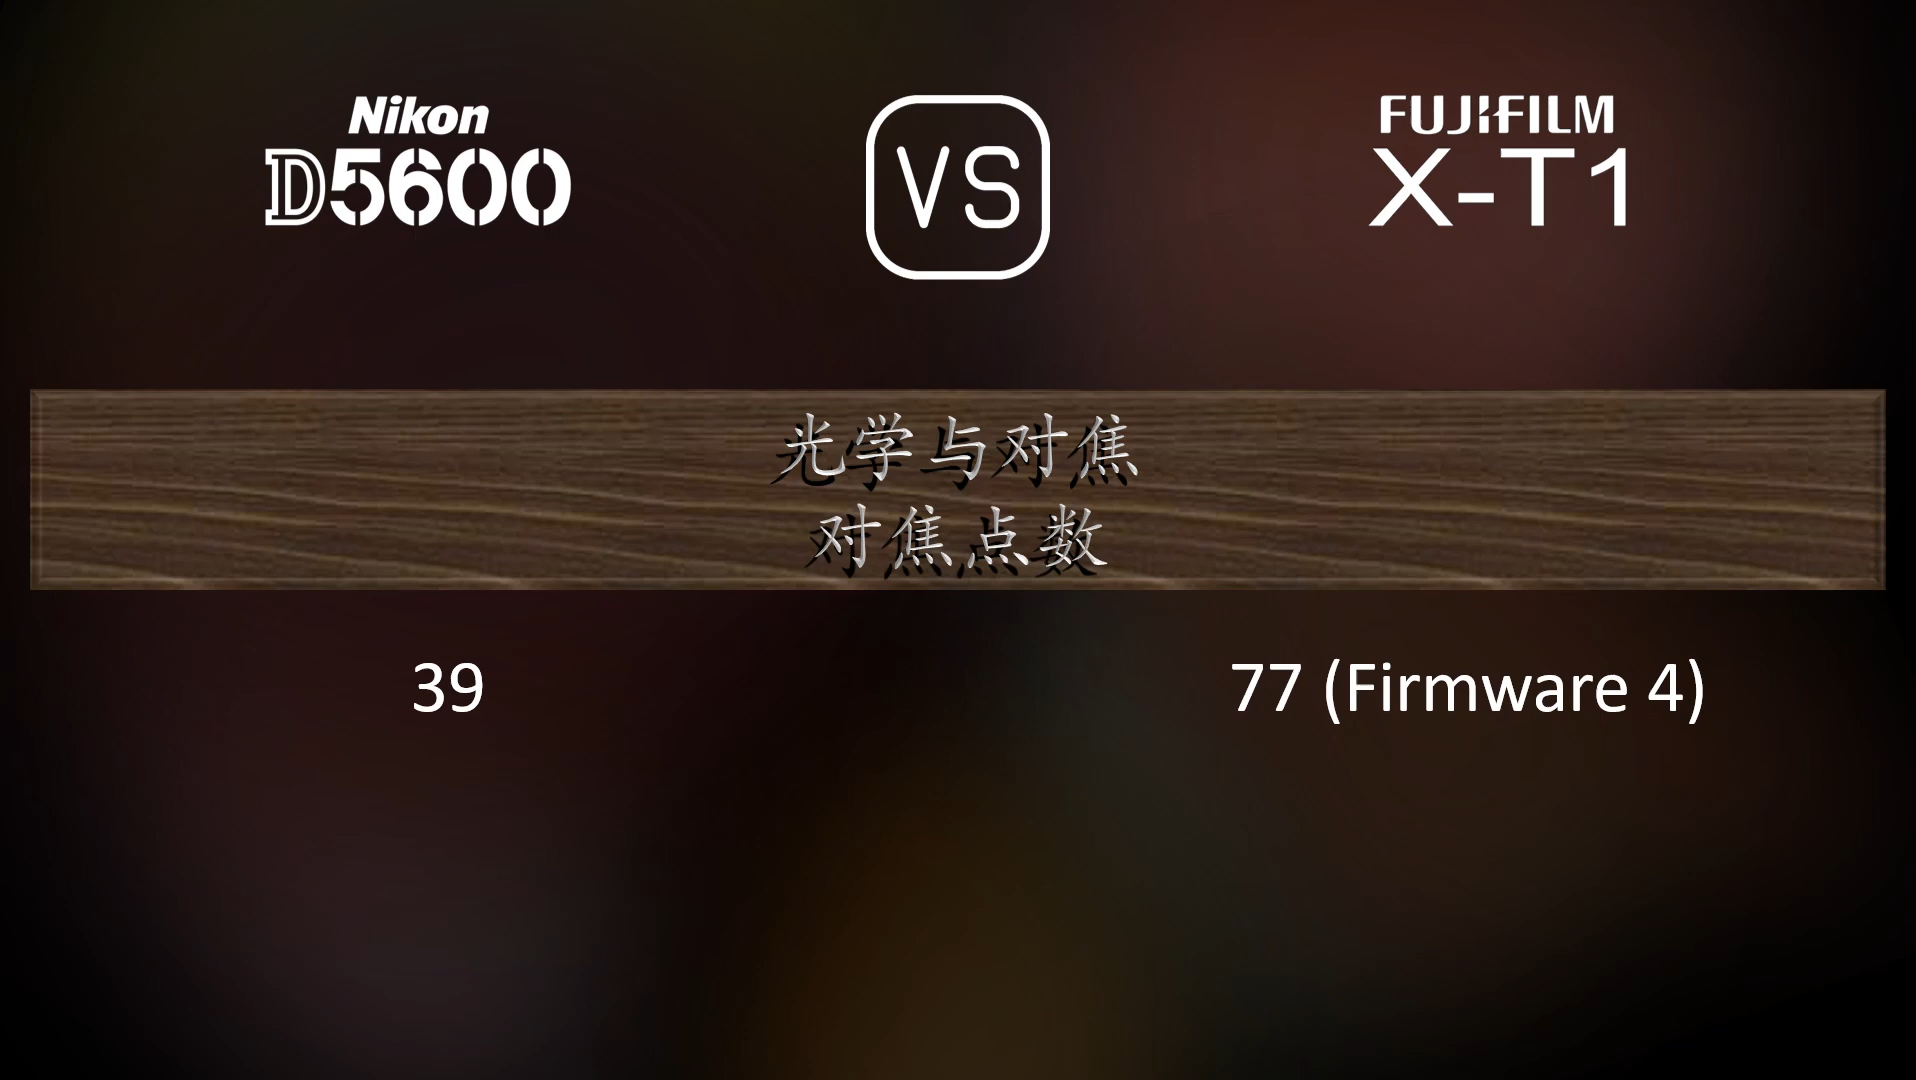 Nikon
D5600
VS
FUJIFILM
X-T1
光学与对焦
对焦点数
39
77 (Firmware 4)